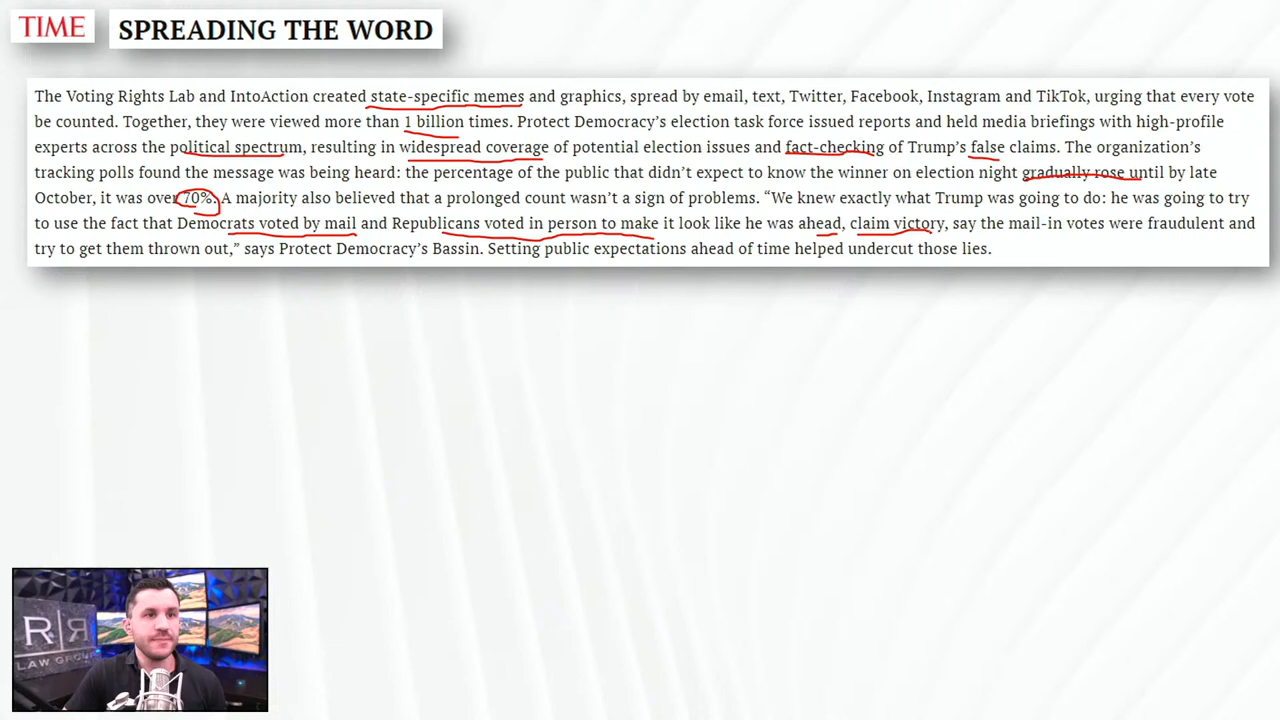 TIME
SPREADING THE WORD
The Voting Rights Lab and IntoAction created state-specific memes and graphics, spread by email, text, Twitter, Facebook, Instagram and TikTok, urging that every vote
be counted. Together, they were viewed more than 1 billion times. Protect Democracy’s election task force issued reports and held media briefings with high-profile
experts across the political spectrum, resulting in widespread coverage of potential election issues and fact-checking of Trump’s false claims. The organization’s
tracking polls found the message was being heard: the percentage of the public that didn’t expect to know the winner on election night gradually rose until by late
October, it was over 70%. A majority also believed that a prolonged count wasn’t a sign of problems. “We knew exactly what Trump was going to do: he was going to try
to use the fact that Democrats voted by mail and Republicans voted in person to make it look like he was ahead, claim victory, say the mail-in votes were fraudulent and
try to get them thrown out,” says Protect Democracy’s Bassin. Setting public expectations ahead of time helped undercut those lies.
R|R
LAW GROUP